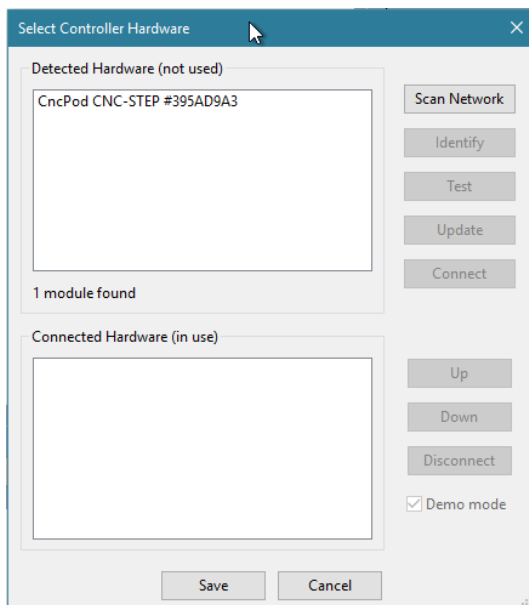 Select Controller Hardware
Detected Hardware (not used)
CncPod CNC-STEP #395AD9A3
1 module found
Scan Network
Identify
Test
Update
Connect
Connected Hardware (in use)
Up
Down
Disconnect
Demo mode
Save
Cancel